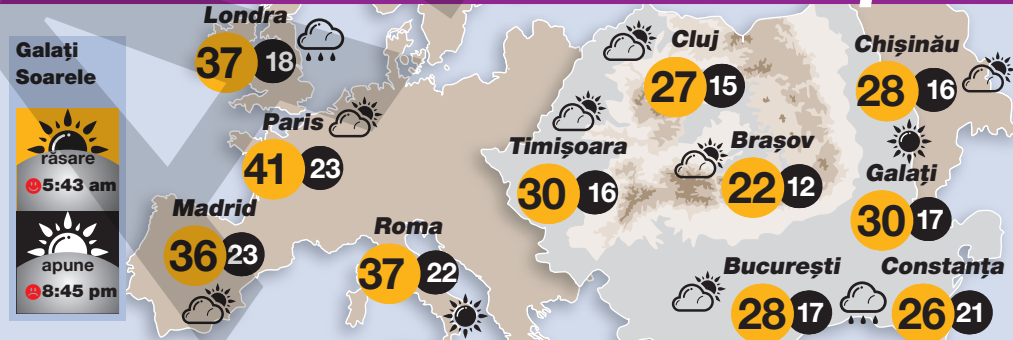 Galați
Soarele
răsare
5:43 am
apune
8:45 pm
Londra
37 18
Paris
41 23
Madrid
36 23
Roma
37 22
Cluj
27 15
Timișoara
30 16
Brașov
22 12
Chișinău
28 16
Galați
30 17
București
28 17
Constanța
26 21